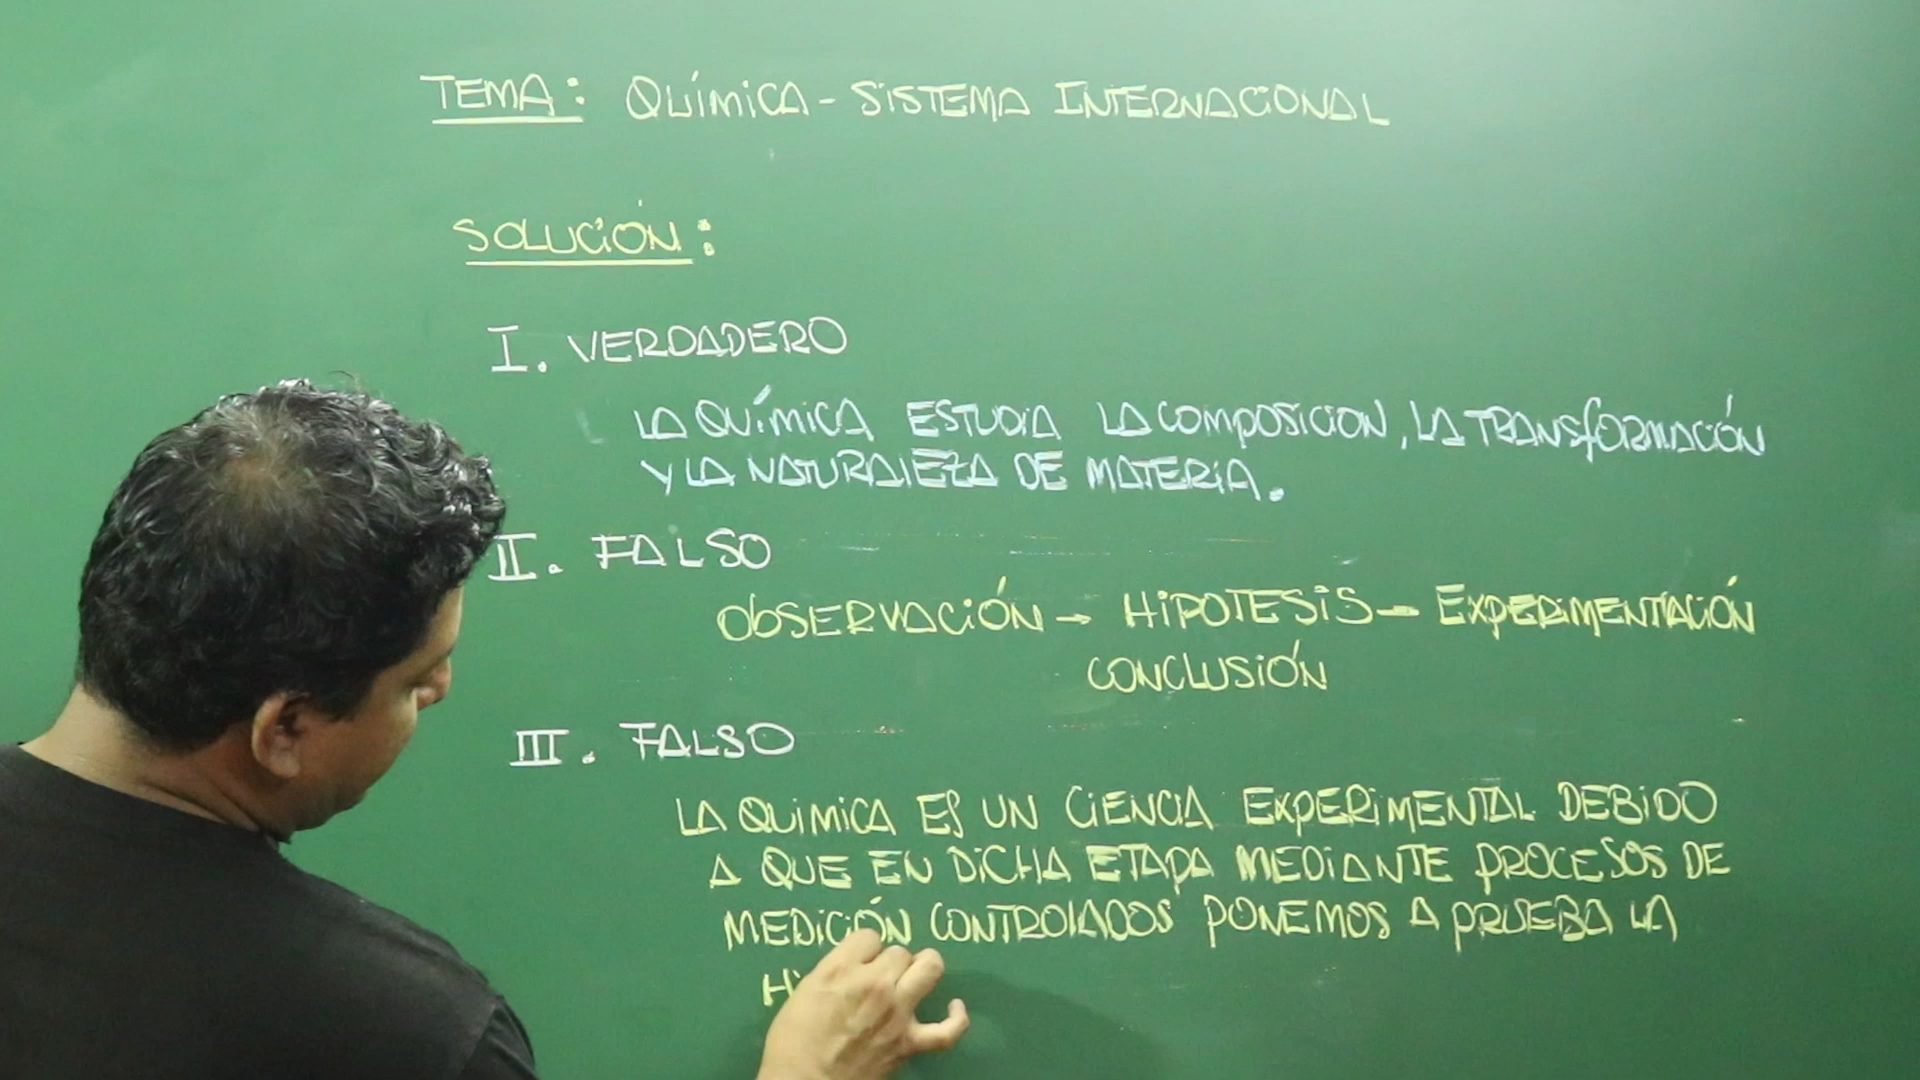 TEMA: QUÍMICA - SISTEMA INTERNACIONAL
SOLUCIÓN:
I. VERDADERO
LA QUÍMICA ESTUDIA LA COMPOSICION, LA TRANSFORMACIÓN
Y LA NATURALEZA DE MATERIA.
II. FALSO
OBSERVACIÓN - HIPOTESIS - EXPERIMENTACIÓN
CONCLUSIÓN
III. FALSO
LA QUIMICA ES UN CIENCIA EXPERIMENTAL DEBIDO
A QUE EN DICHA ETAPA MEDIANTE PROCESOS DE
MEDICIÓN CONTROLADOS PONEMOS A PRUEBA LA